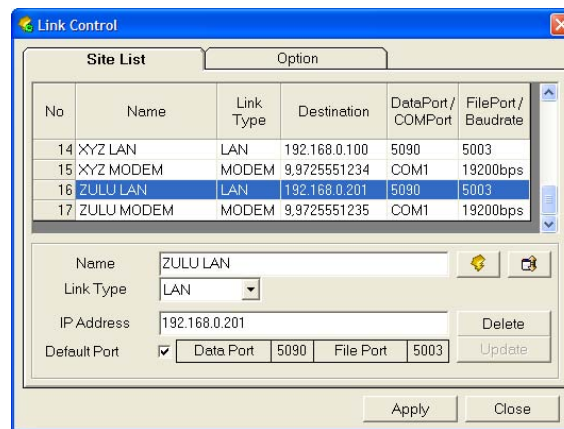 Link Control
Site List Option
No Name Link Type Destination DataPort/ COMPort FilePort/ Baudrate
14 XYZ LAN LAN 192.168.0.100 5090 5003
15 XYZ MODEM MODEM 9,9725551234 COM1 19200bps
16 ZULU LAN LAN 192.168.0.201 5090 5003
17 ZULU MODEM MODEM 9,9725551235 COM1 19200bps
Name ZULU LAN
Link Type LAN
IP Address 192.168.0.201 Delete
Default Port Data Port 5090 File Port 5003 Update
Apply Close